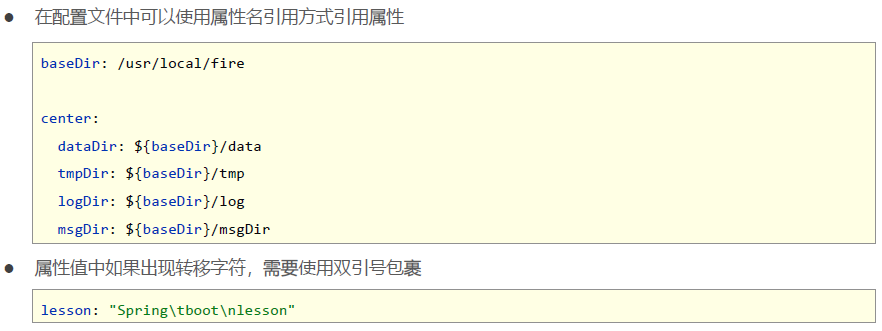 ● 在配置文件中可以使用属性名引用方式引用属性
baseDir: /usr/local/fire
center:
  dataDir: ${baseDir}/data
  tmpDir: ${baseDir}/tmp
  logDir: ${baseDir}/log
  msgDir: ${baseDir}/msgDir
● 属性值中如果出现转移字符，需要使用双引号包裹
lesson: "Spring\tboot\nlesson"